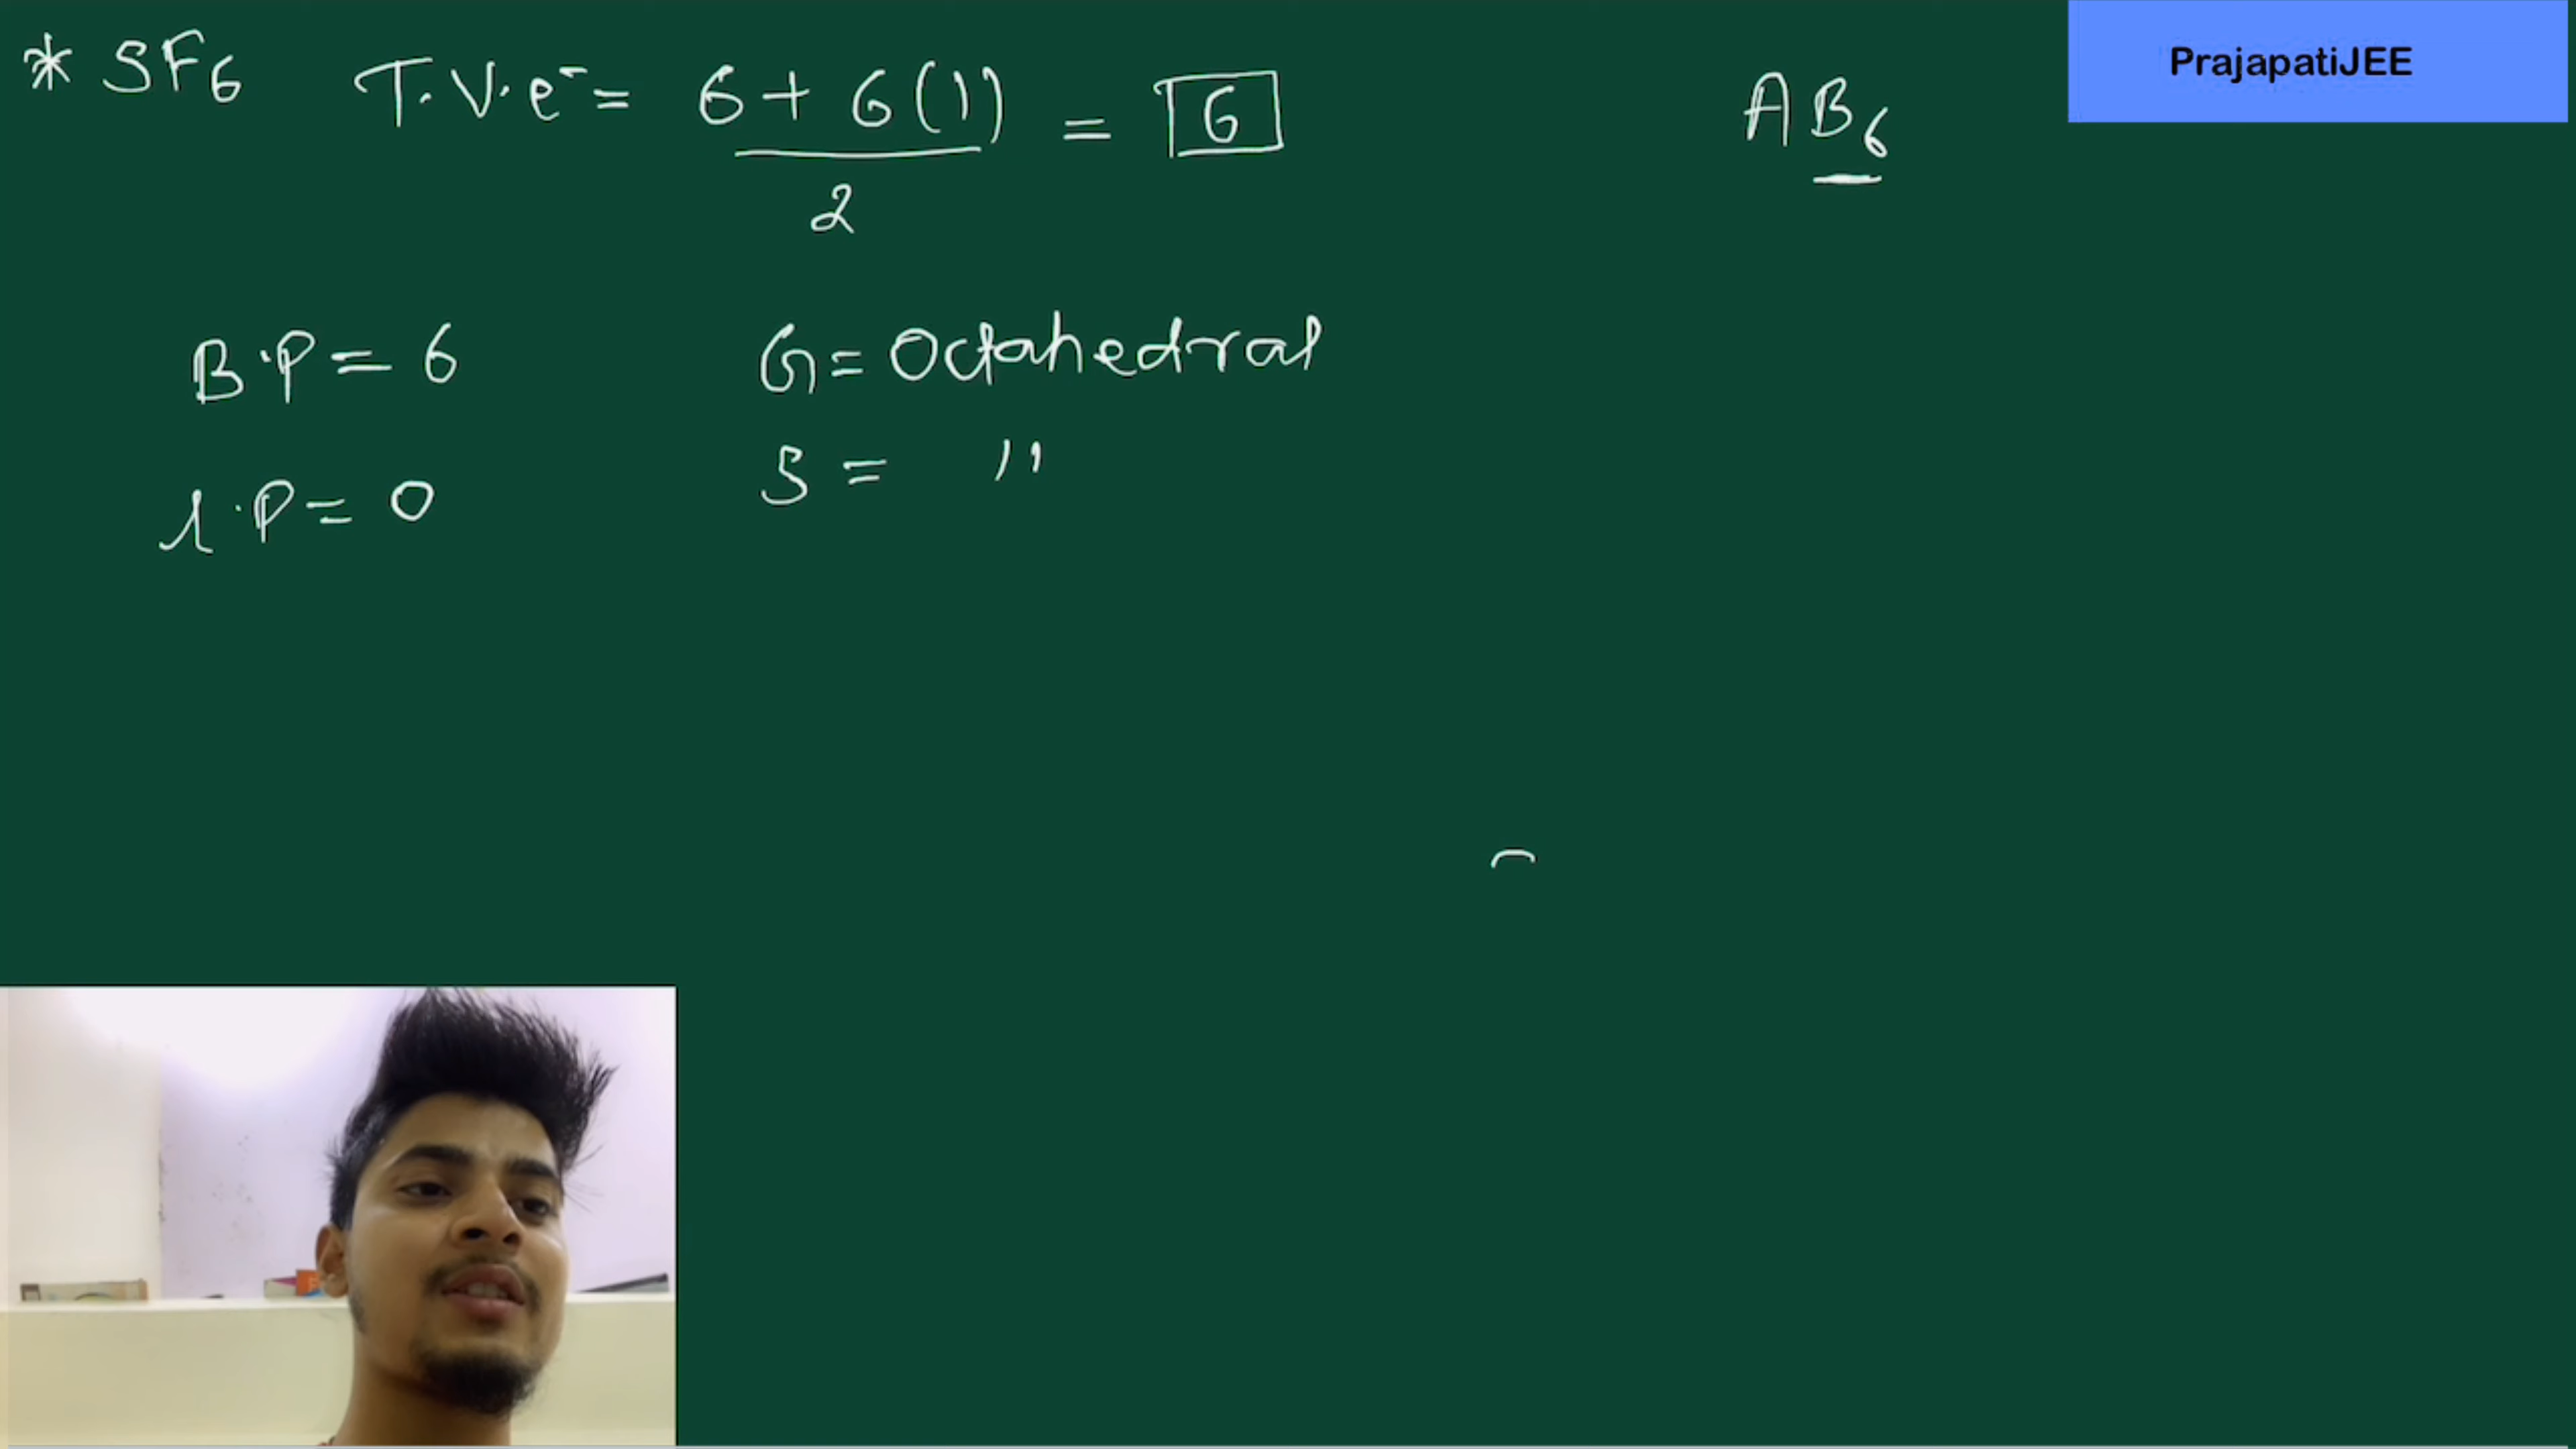 * SF6 T.V.e⁻ = 6 + 6(1) / 2 = 6
AB6
PrajapatiJEE
B.P = 6
G = Octahedral
l.P = 0
S = "